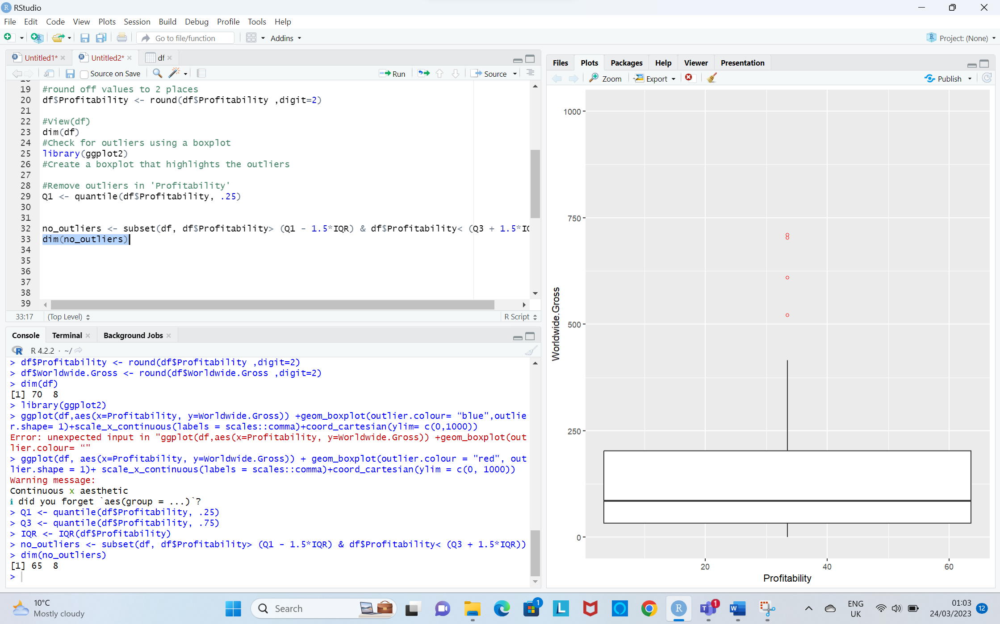 RStudio
File Edit Code View Plots Session Build Debug Profile Tools Help
Go to file/function Addins Project: (None)
Untitled1* Untitled2* df
Source on Save Run Source
19 #round off values to 2 places
20 df$Profitability <- round(df$Profitability ,digit=2)
21
22 #View(df)
23 dim(df)
24 #Check for outliers using a boxplot
25 library(ggplot2)
26 #Create a boxplot that highlights the outliers
27
28 #Remove outliers in 'Profitability'
29 Q1 <- quantile(df$Profitability, .25)
30
31
32 no_outliers <- subset(df, df$Profitability> (Q1 - 1.5*IQR) & df$Profitability< (Q3 + 1.5*IQ
33 dim(no_outliers)
34
35
36
37
38
39
33:17 (Top Level) R Script
Console Terminal Background Jobs
R 4.2.2 · ~/
> df$Profitability <- round(df$Profitability ,digit=2)
> df$Worldwide.Gross <- round(df$Worldwide.Gross ,digit=2)
> dim(df)
[1] 70 8
> library(ggplot2)
> ggplot(df,aes(x=Profitability, y=Worldwide.Gross)) +geom_boxplot(outlier.colour= “blue",outlie
r.shape= 1)+scale_x_continuous(labels = scales::comma)+coord_cartesian(ylim= c(0,1000))
Error: unexpected input in "ggplot(df,aes(x=Profitability, y=Worldwide.Gross)) +geom_boxplot(out
lier.colour= “"
> ggplot(df, aes(x=Profitability, y=Worldwide.Gross)) + geom_boxplot(outlier.colour = "red", out
lier.shape = 1)+ scale_x_continuous(labels = scales::comma)+coord_cartesian(ylim = c(0, 1000))
Warning message:
Continuous x aesthetic
ℹ did you forget `aes(group = ...)`?
> Q1 <- quantile(df$Profitability, .25)
> Q3 <- quantile(df$Profitability, .75)
> IQR <- IQR(df$Profitability)
> no_outliers <- subset(df, df$Profitability> (Q1 - 1.5*IQR) & df$Profitability< (Q3 + 1.5*IQR))
> dim(no_outliers)
[1] 65 8
>
Files Plots Packages Help Viewer Presentation
Zoom Export Publish
1000
750
500
250
0
Worldwide.Gross
20 40 60
Profitability
10°C
Mostly cloudy
Search
1
L
R
T 1
W
ENG
UK
01:03
24/03/2023
12